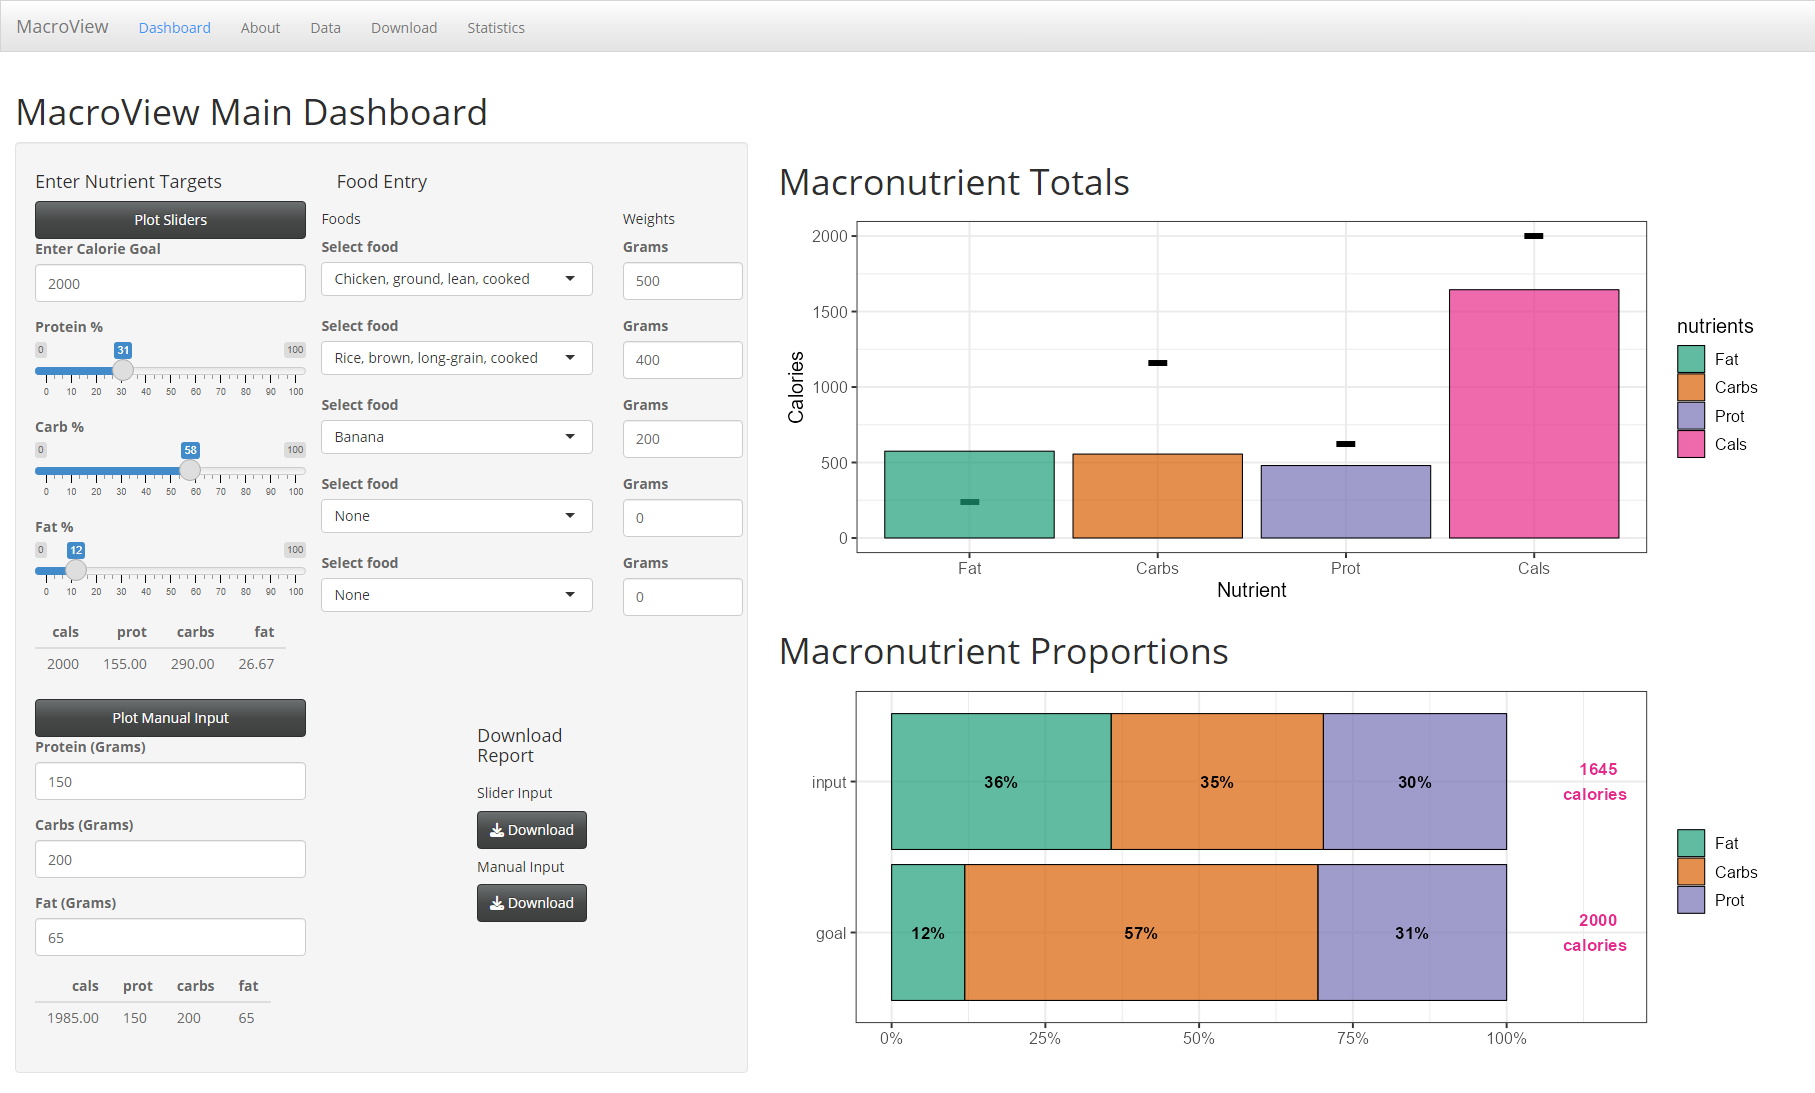 MacroView Dashboard About Data Download Statistics
MacroView Main Dashboard
Enter Nutrient Targets
Plot Sliders
Enter Calorie Goal
2000
Protein %
0 31 100
0 10 20 30 40 50 60 70 80 90 100
Carb %
0 58 100
0 10 20 30 40 50 60 70 80 90 100
Fat %
0 12 100
0 10 20 30 40 50 60 70 80 90 100
cals prot carbs fat
2000 155.00 290.00 26.67
Plot Manual Input
Protein (Grams)
150
Carbs (Grams)
200
Fat (Grams)
65
cals prot carbs fat
1985.00 150 200 65
Food Entry
Foods Weights
Select food Grams
Chicken, ground, lean, cooked 500
Select food Grams
Rice, brown, long-grain, cooked 400
Select food Grams
Banana 200
Select food Grams
None 0
Select food Grams
None 0
Download
Report
Slider Input
Download
Manual Input
Download
Macronutrient Totals
Calories
2000
1500
1000
500
0
Fat Carbs Prot Cals
Nutrient
nutrients
Fat
Carbs
Prot
Cals
Macronutrient Proportions
input 36% 35% 30% 1645
calories
goal 12% 57% 31% 2000
calories
0% 25% 50% 75% 100%
Fat
Carbs
Prot